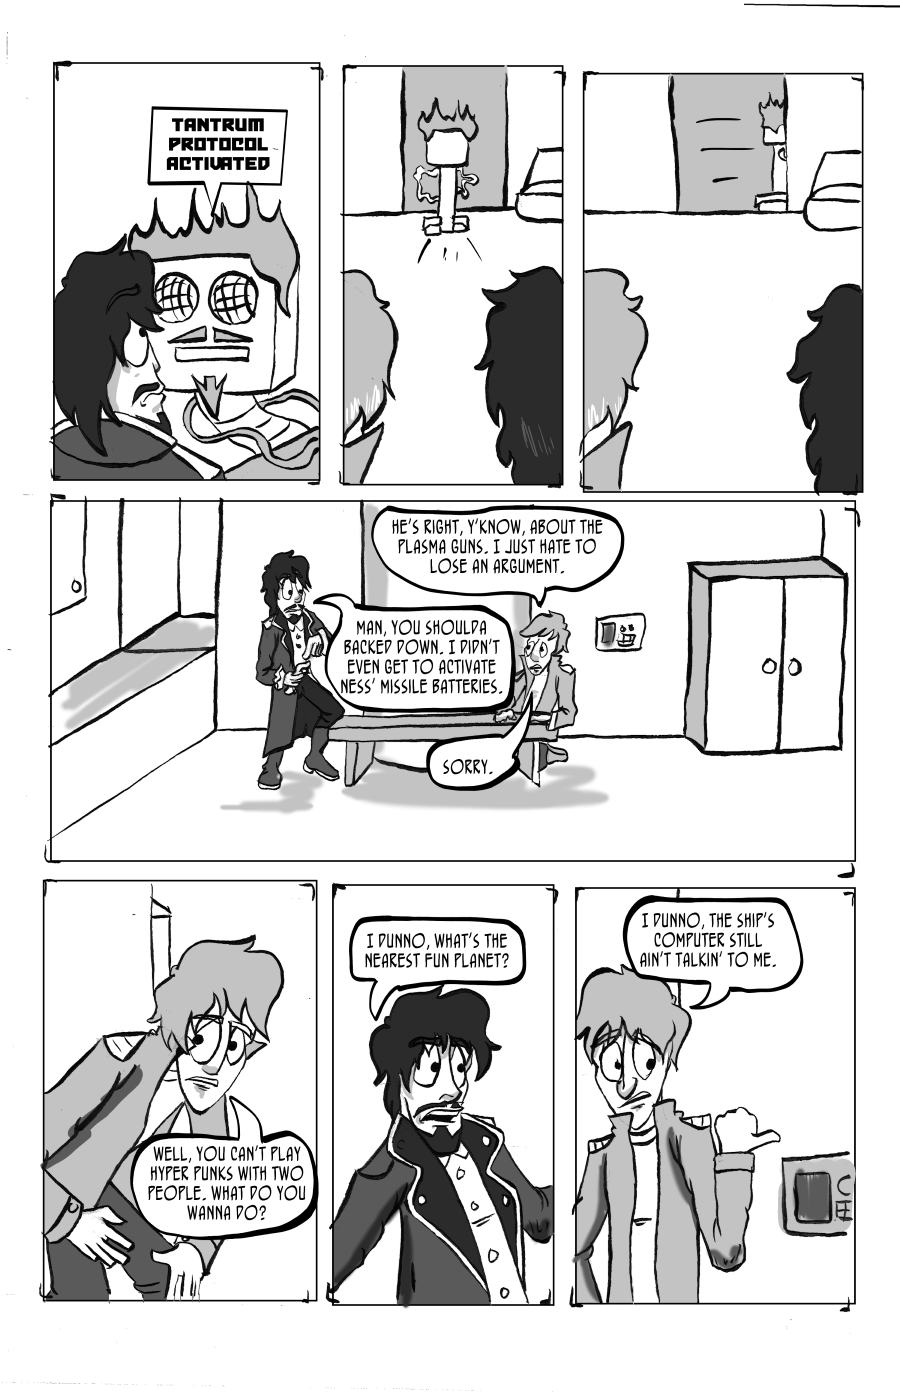 TANTRUM
PROTOCOL
ACTIVATED
HE'S RIGHT, Y'KNOW, ABOUT THE
PLASMA GUNS. I JUST HATE TO
LOSE AN ARGUMENT.
MAN, YOU SHOULDA
BACKED DOWN. I DIDN'T
EVEN GET TO ACTIVATE
NESS' MISSILE BATTERIES.
SORRY.
WELL, YOU CAN'T PLAY
HYPER PUNKS WITH TWO
PEOPLE. WHAT DO YOU
WANNA DO?
I DUNNO, WHAT'S THE
NEAREST FUN PLANET?
I DUNNO, THE SHIP'S
COMPUTER STILL
AIN'T TALKIN' TO ME.